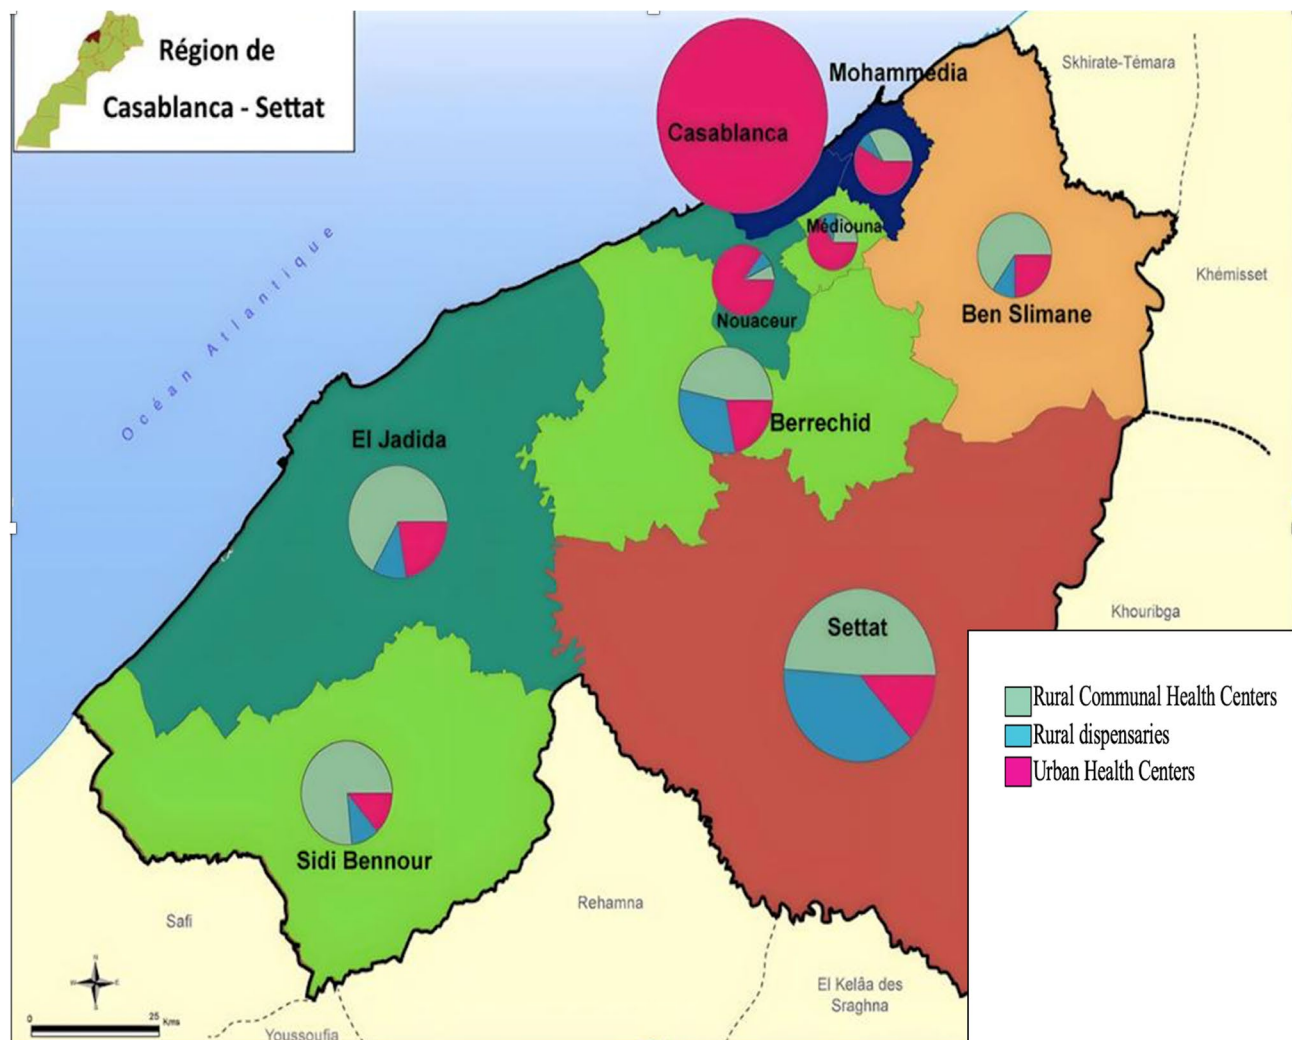 Région de
Casablanca - Settat
Océan Atlantique
Casablanca
Mohammedia
Skhirate-Témara
Médiouna
Khémisset
Nouaceur
Ben Slimane
Berrechid
El Jadida
Settat
Khouribga
Rural Communal Health Centers
Rural dispensaries
Urban Health Centers
Sidi Bennour
Safi
Rehamna
El Kelâa des
Sraghna
N
W
E
S
0
25
Kms
Youssoufia